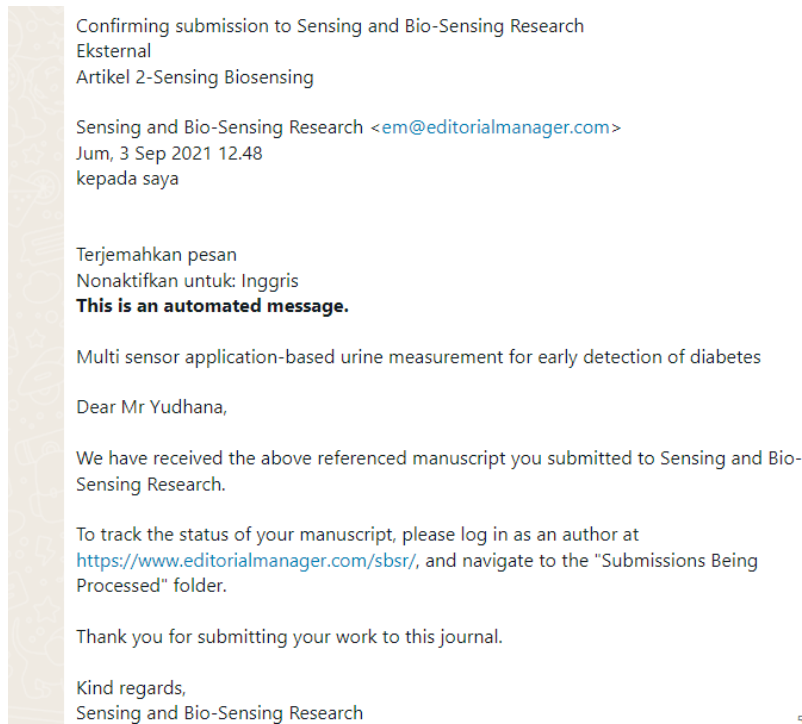 Confirming submission to Sensing and Bio-Sensing Research
Eksternal
Artikel 2-Sensing Biosensing
Sensing and Bio-Sensing Research <em@editorialmanager.com>
Jum, 3 Sep 2021 12.48
kepada saya
Terjemahkan pesan
Nonaktifkan untuk: Inggris
This is an automated message.
Multi sensor application-based urine measurement for early detection of diabetes
Dear Mr Yudhana,
We have received the above referenced manuscript you submitted to Sensing and Bio-
Sensing Research.
To track the status of your manuscript, please log in as an author at
https://www.editorialmanager.com/sbsr/, and navigate to the "Submissions Being
Processed" folder.
Thank you for submitting your work to this journal.
Kind regards,
Sensing and Bio-Sensing Research